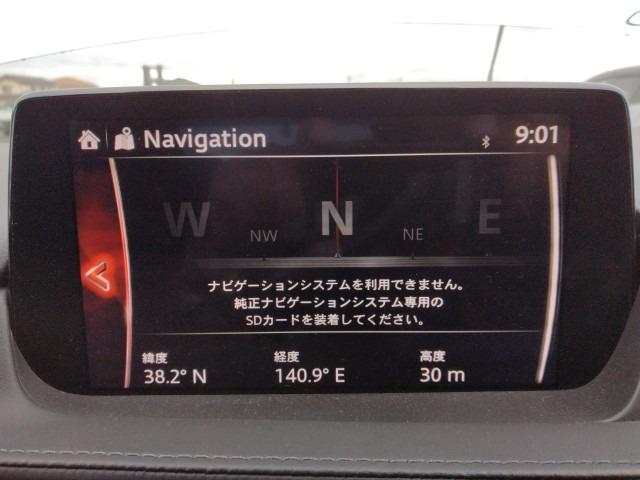 Navigation 9:01
W NW N NE E
ナビゲーションシステムを利用できません。
純正ナビゲーションシステム専用の
SDカードを装着してください。
緯度 経度 高度
38.2° N 140.9° E 30 m